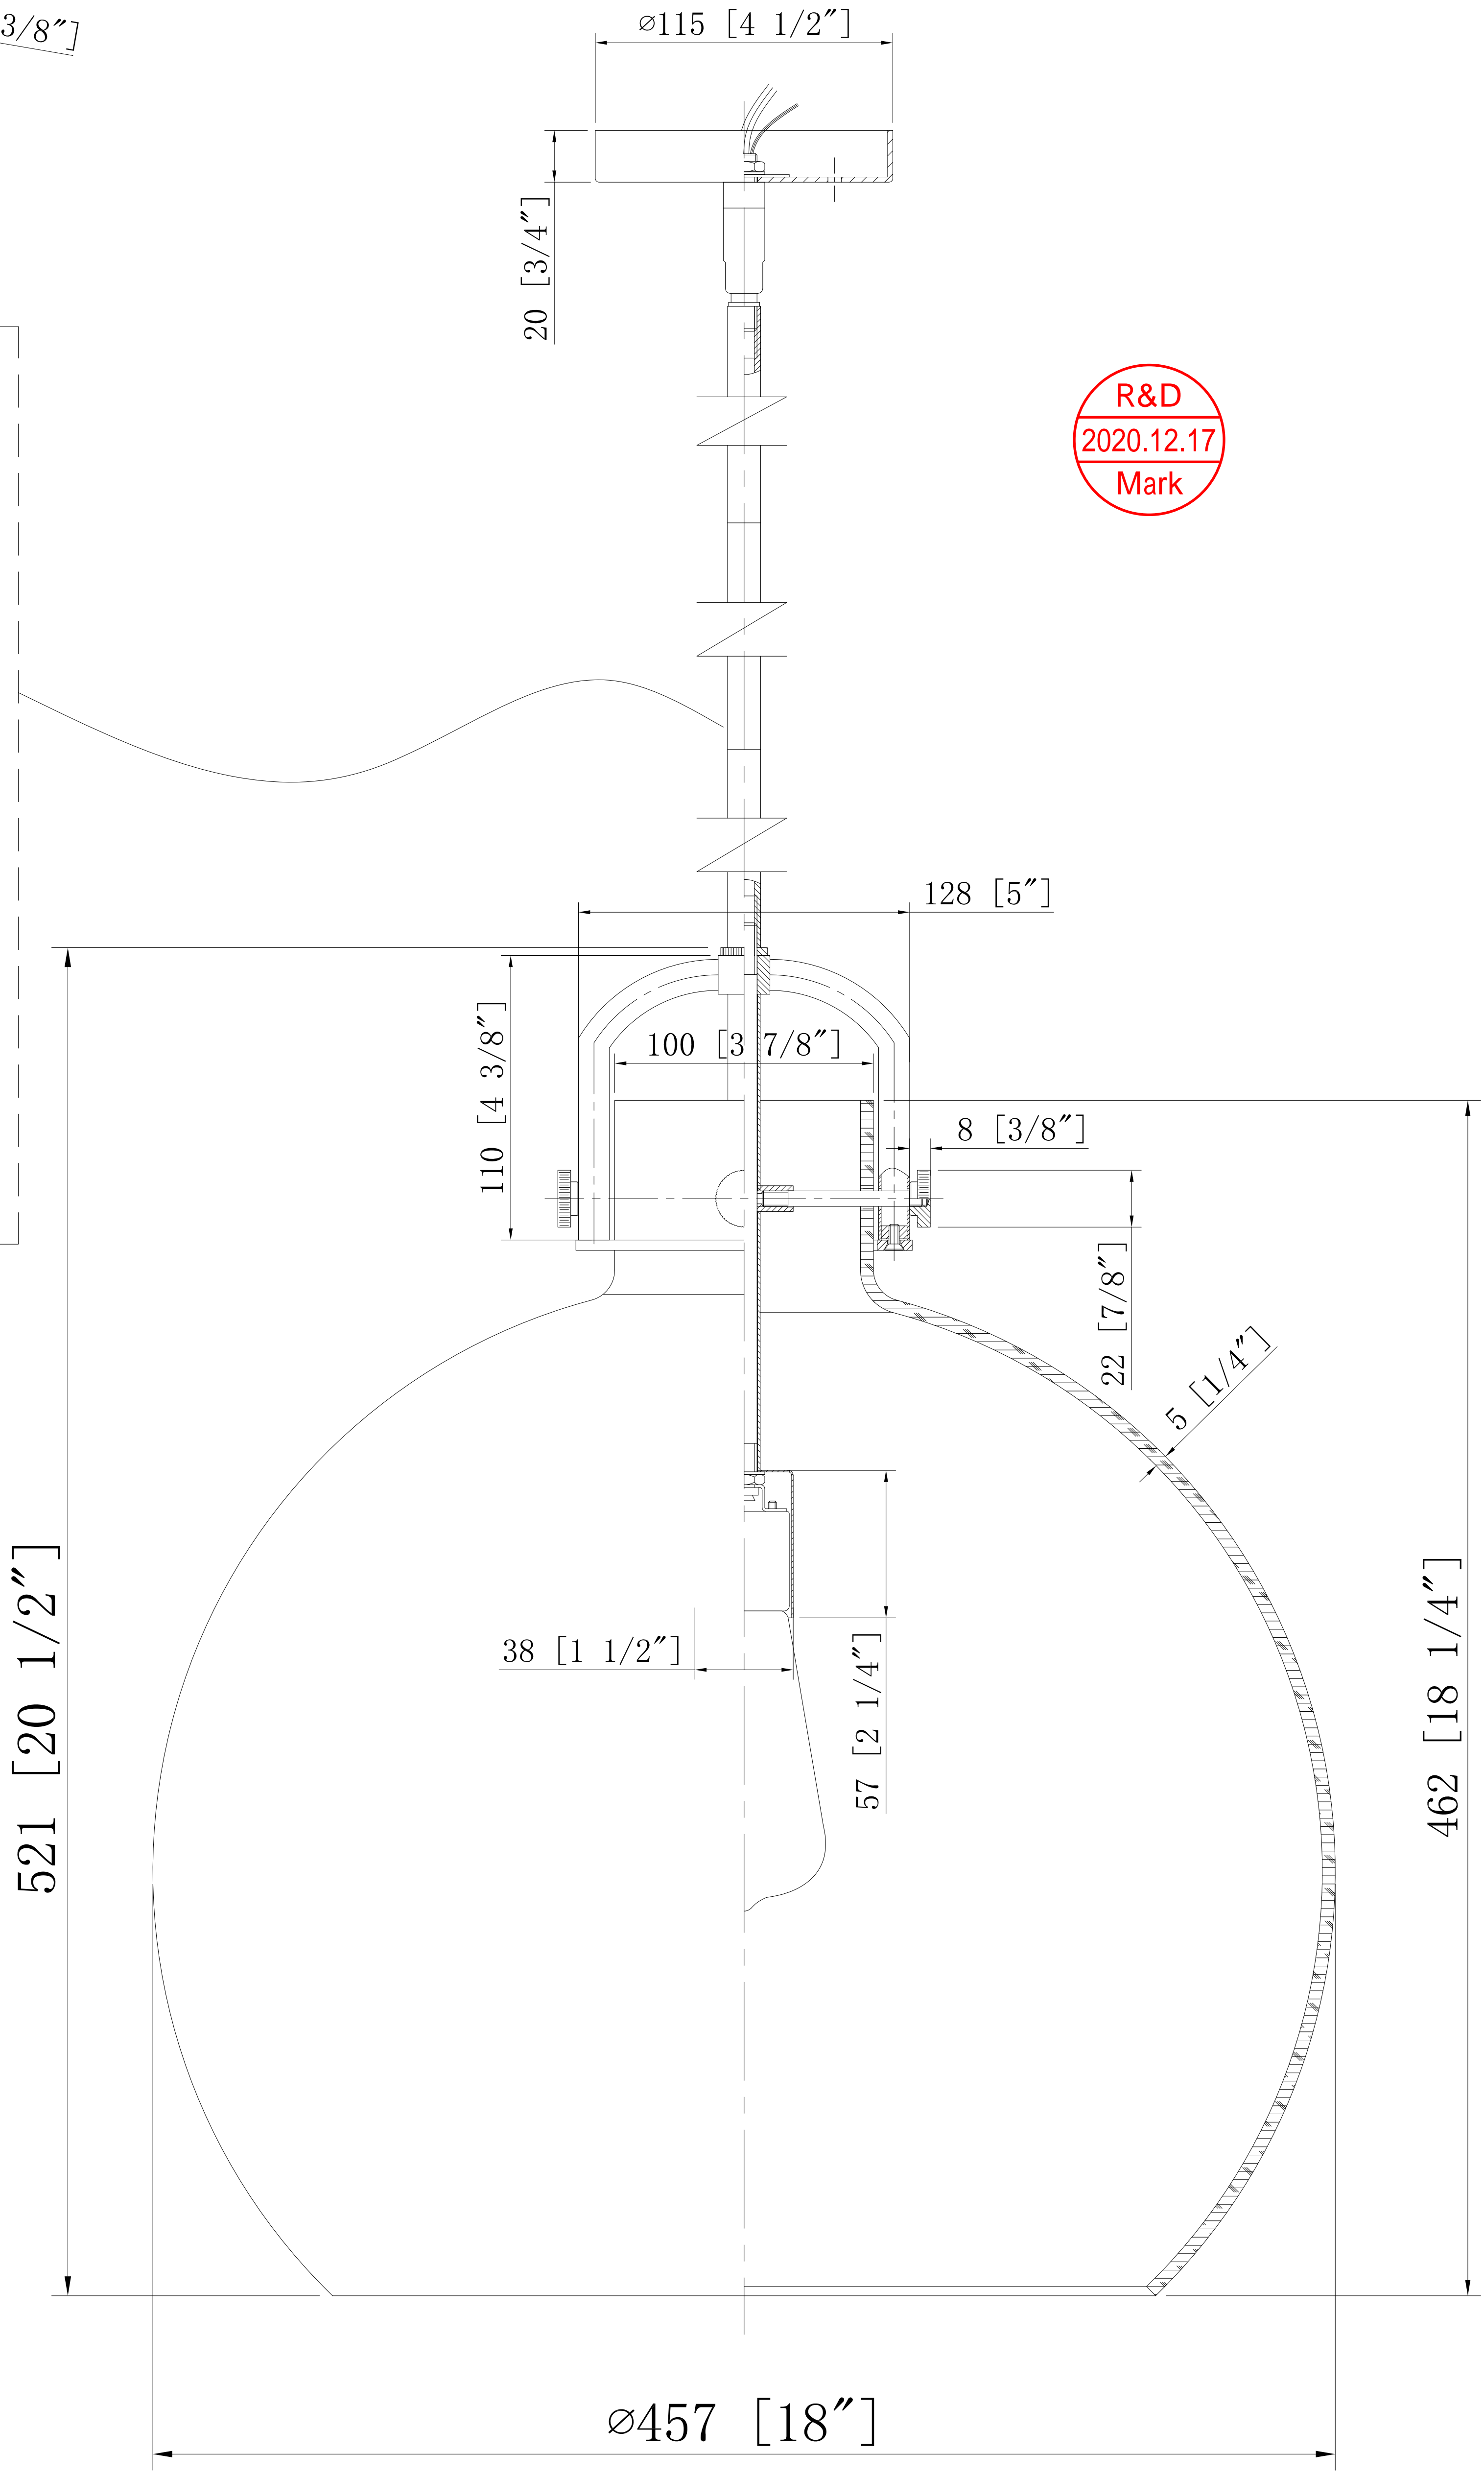 3/8"]
⌀115 [4 1/2"]
20 [3/4"]
R&D
2020.12.17
Mark
128 [5"]
100 [3 7/8"]
110 [4 3/8"]
8 [3/8"]
22 [7/8"]
5 [1/4"]
521 [20 1/2"]
38 [1 1/2"]
57 [2 1/4"]
462 [18 1/4"]
⌀457 [18"]